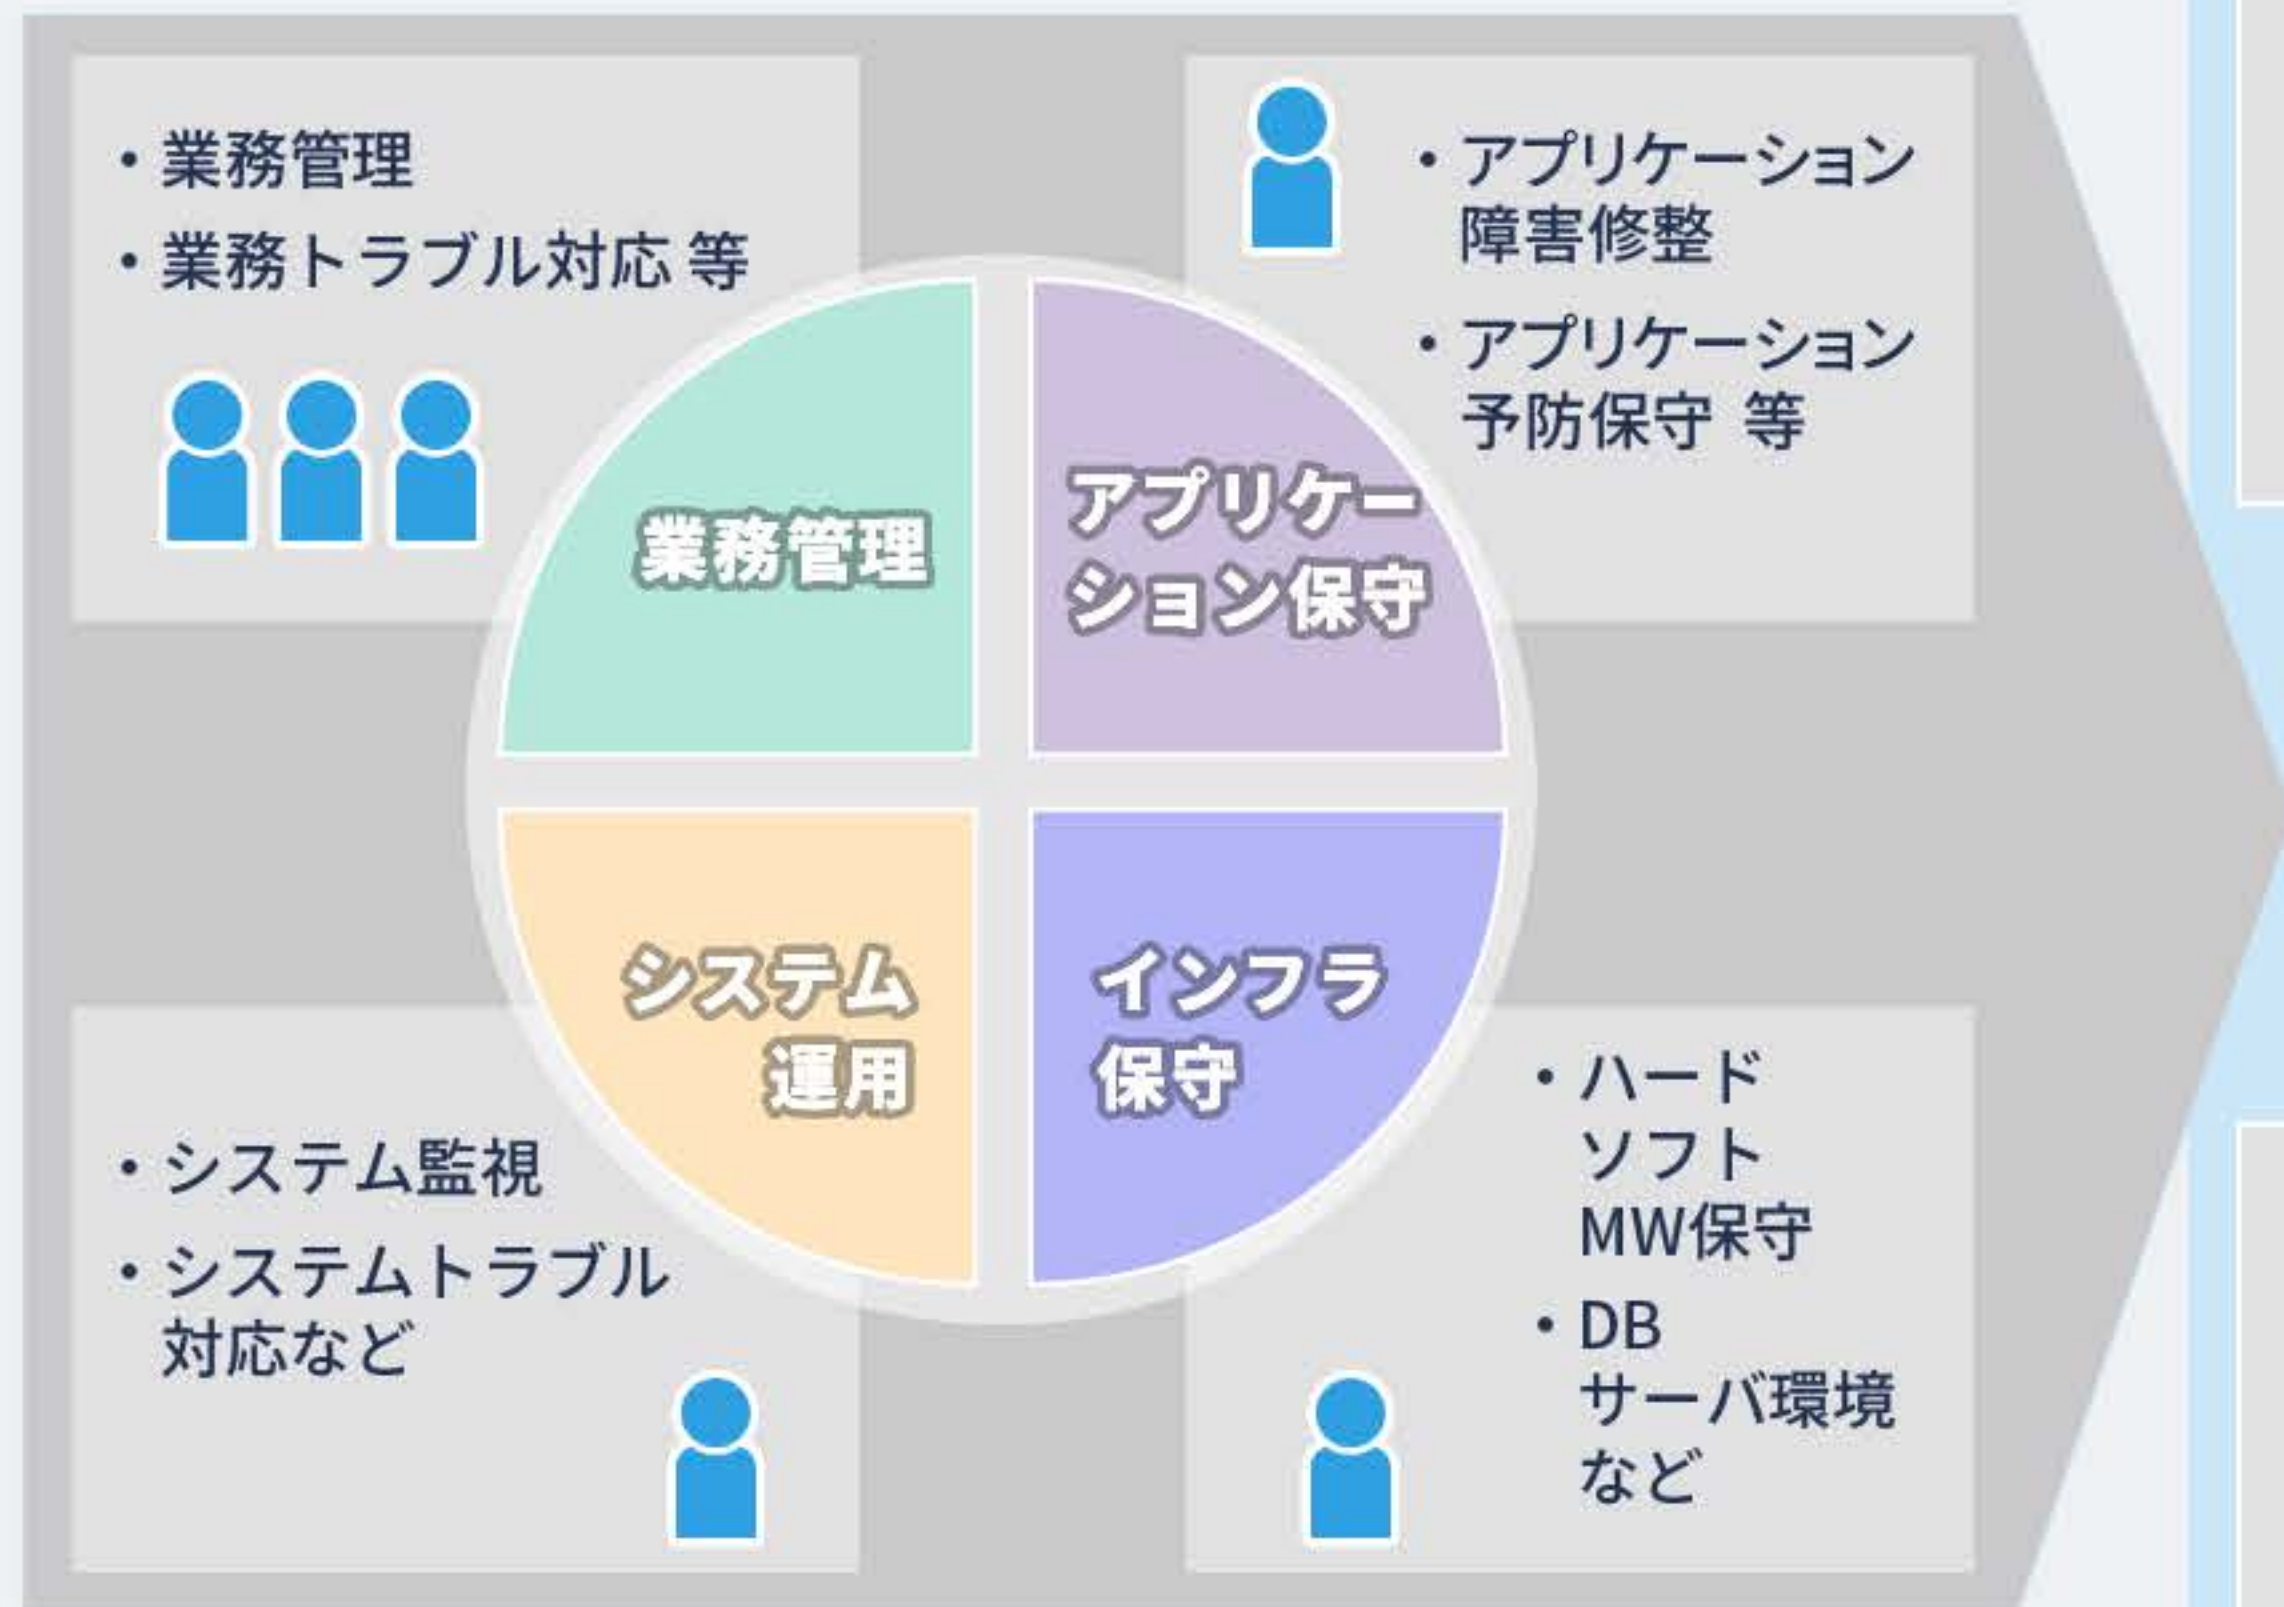 ・業務管理
・業務トラブル対応 等
・アプリケーション
障害修整
・アプリケーション
予防保守 等
業務管理
アプリケー
ション保守
システム
運用
インフラ
保守
・システム監視
・システムトラブル
対応など
・ハード
ソフト
MW保守
・DB
サーバ環境
など